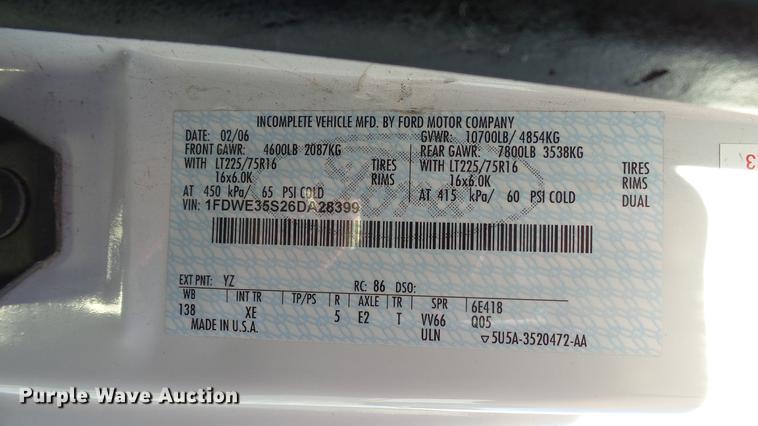 INCOMPLETE VEHICLE MFD. BY FORD MOTOR COMPANY
DATE: 02/06 GVWR: 10700LB/ 4854KG
FRONT GAWR: 4600LB 2087KG REAR GAWR: 7800LB 3538KG
WITH LT225/75R16 TIRES WITH LT225/75R16 TIRES
16x6.0K RIMS 16x6.0K RIMS
AT 450 kPa/ 65 PSI COLD AT 415 kPa/ 60 PSI COLD DUAL
VIN: 1FDWE35S26DA28399
EXT PNT: YZ RC: 86 DSO:
WB INT TR TP/PS R AXLE TR SPR 6E418
138 XE 5 E2 T VV66 Q05
MADE IN U.S.A. ULN ▽5U5A-3520472-AA
Purple Wave Auction